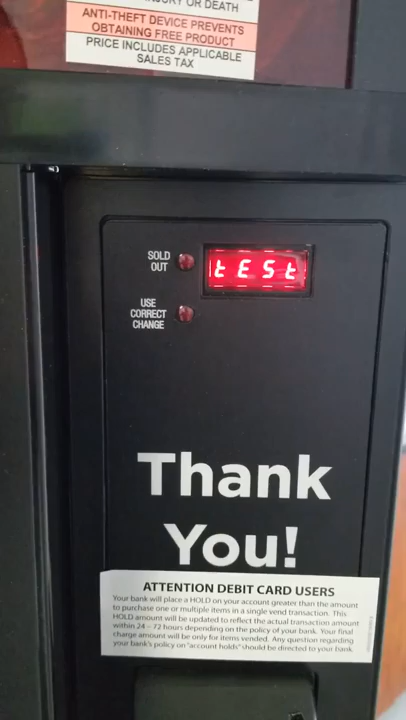 OR DEATH
ANTI-THEFT DEVICE PREVENTS
OBTAINING FREE PRODUCT
PRICE INCLUDES APPLICABLE
SALES TAX
SOLD
OUT
tESt
USE
CORRECT
CHANGE
Thank
You!
ATTENTION DEBIT CARD USERS
Your bank will place a HOLD on your account greater than the amount
to purchase one or multiple items in a single vend transaction. This
HOLD amount will be updated to reflect the actual transaction amount
within 24 – 72 hours depending on the policy of your bank. Your final
charge amount will be only for items vended. Any question regarding
your bank's policy on "account holds" should be directed to your bank.